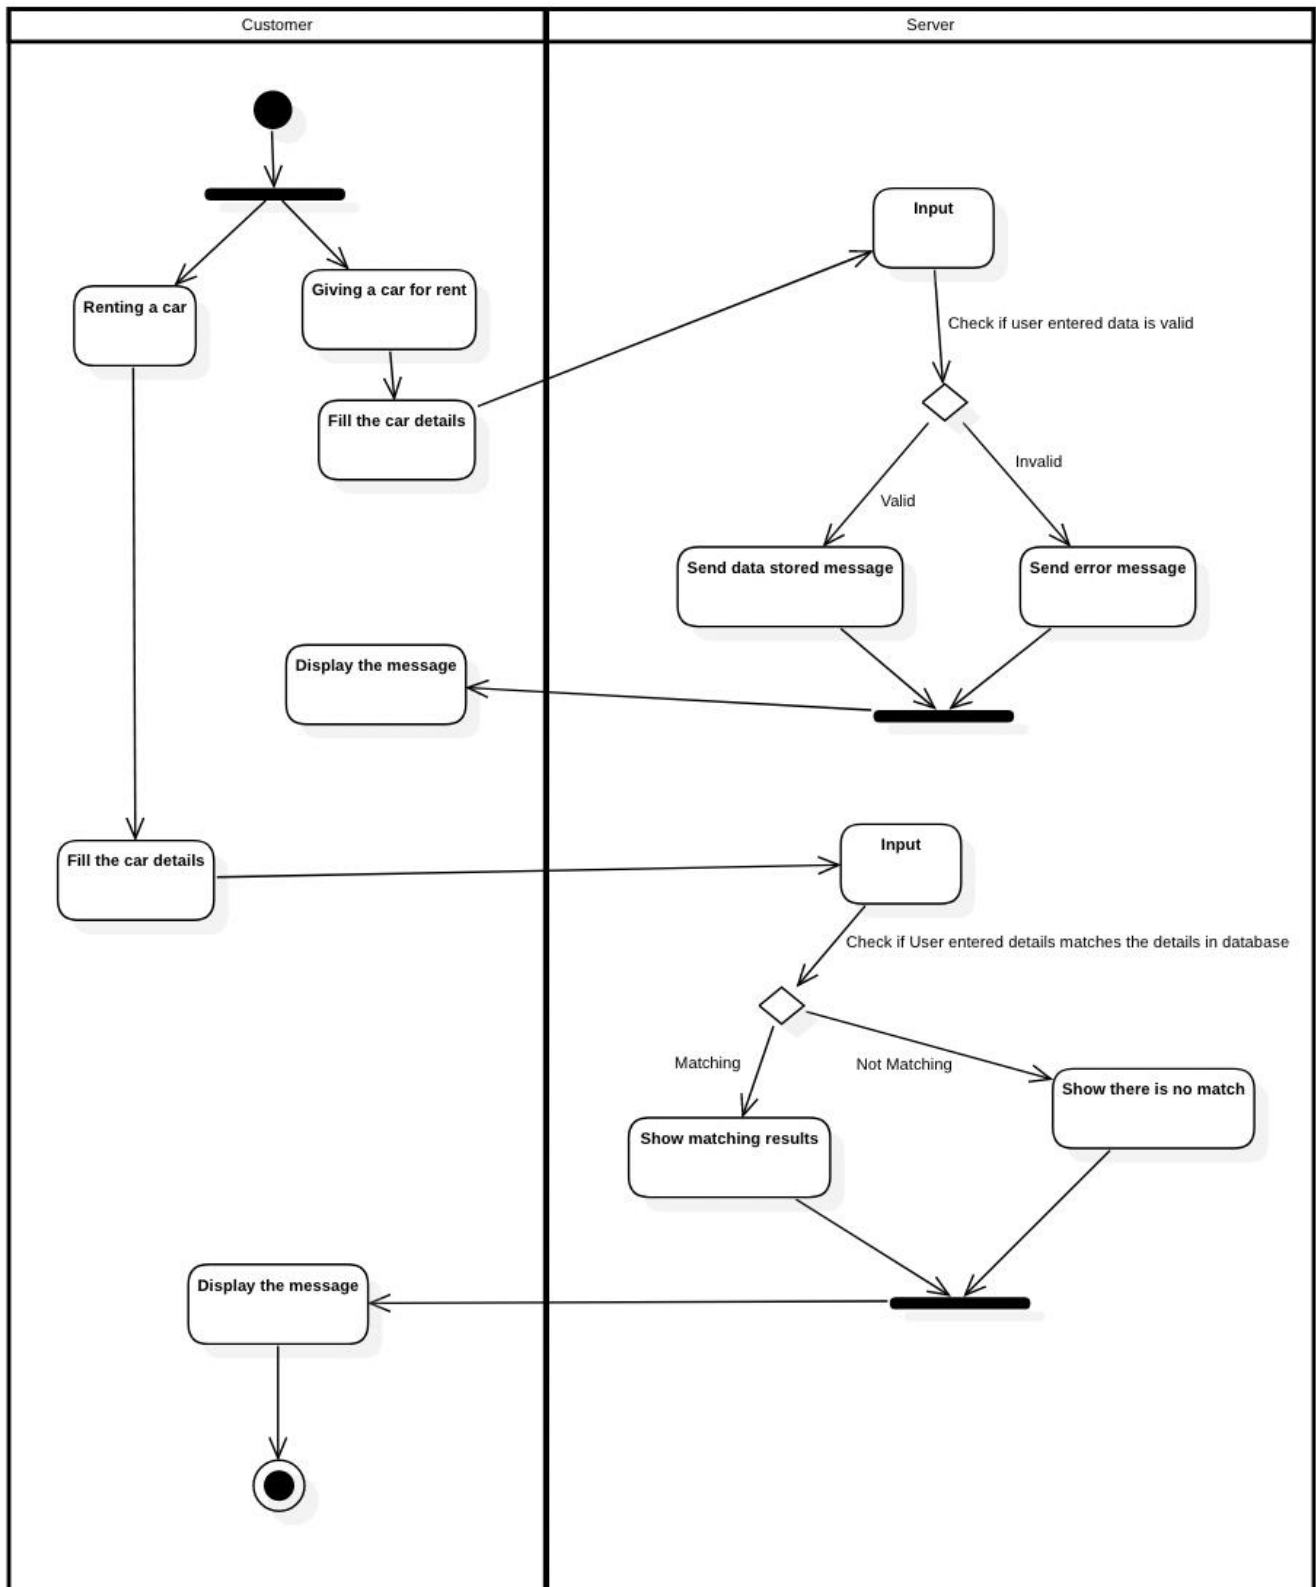 Customer
Server
Input
Giving a car for rent
Renting a car
Check if user entered data is valid
Fill the car details
Invalid
Valid
Send data stored message
Send error message
Display the message
Input
Fill the car details
Check if User entered details matches the details in database
Matching
Not Matching
Show there is no match
Show matching results
Display the message